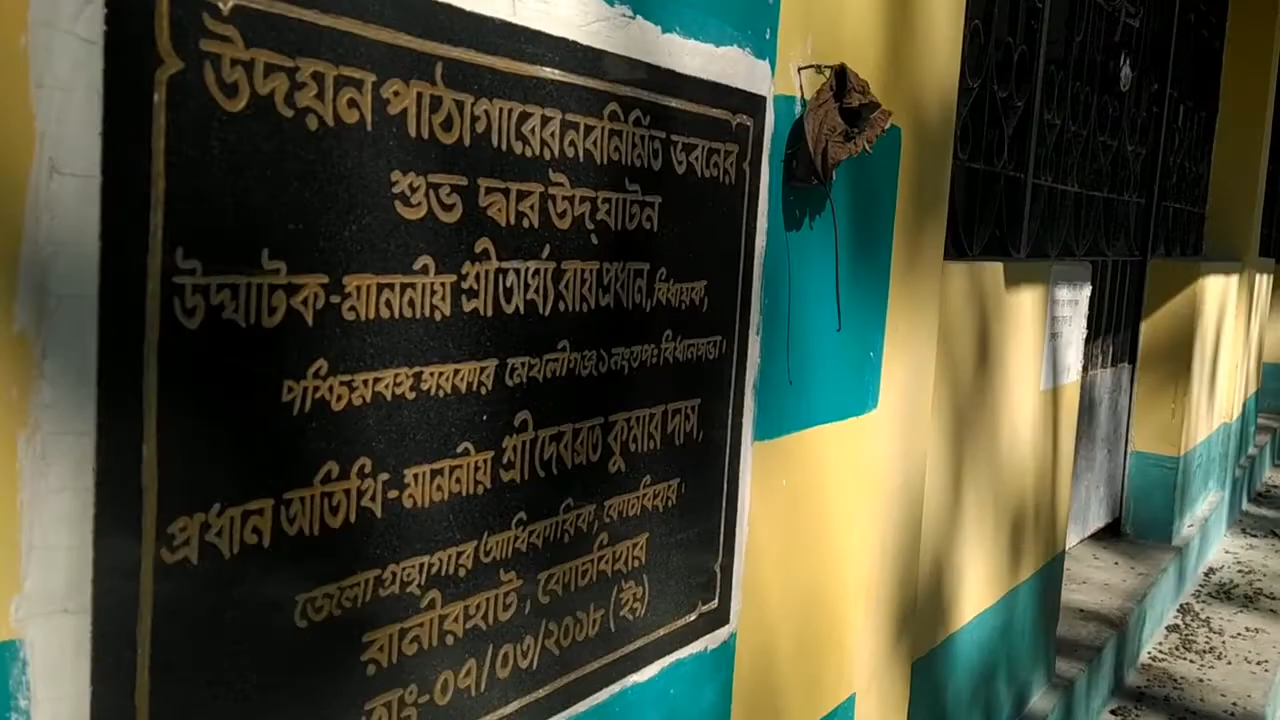 উদয়ন পাঠাগারের নবনির্মিত ভবনের
শুভ দ্বার উদ্ঘাটন
উদ্ঘাটক-মাননীয় শ্রী অর্ঘ্য রায় প্রধান, বিধায়ক,
পশ্চিমবঙ্গ সরকার মেখলীগঞ্জ ১ নং তপঃ বিধানসভা।
প্রধান অতিথি-মাননীয় শ্রী দেবব্রত কুমার দাস,
জেলা গ্রন্থাগার আধিকারিক, কোচবিহার।
রানীরহাট, কোচবিহার
তাং-০৭/০৩/২০১৮ (ইং)